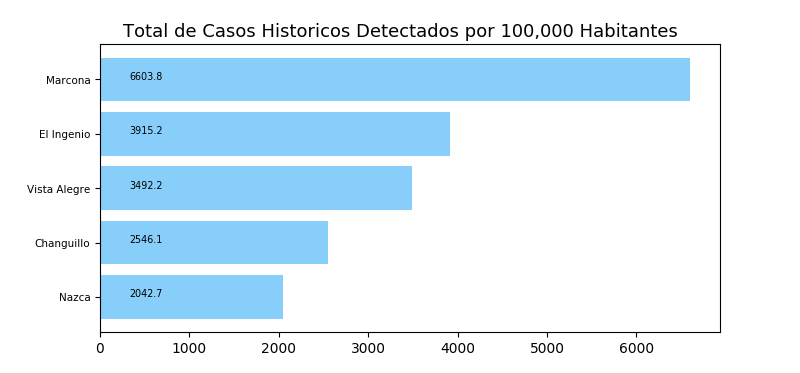 Total de Casos Historicos Detectados por 100,000 Habitantes
Marcona 6603.8
El Ingenio 3915.2
Vista Alegre 3492.2
Changuillo 2546.1
Nazca 2042.7
0 1000 2000 3000 4000 5000 6000